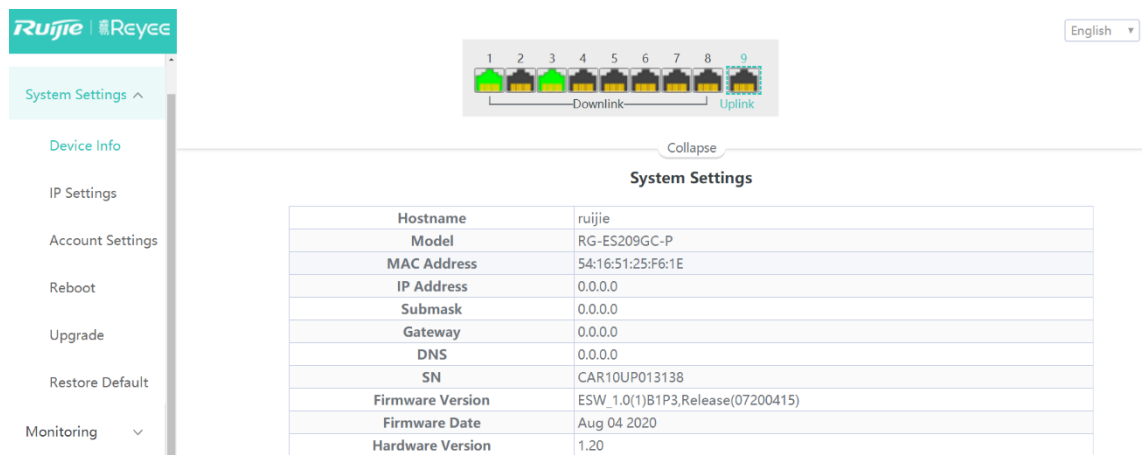 Ruijie | 睿易Reyee
English
1 2 3 4 5 6 7 8 9
Downlink Uplink
System Settings
Device Info
Collapse
System Settings
IP Settings
Account Settings
Reboot
Upgrade
Restore Default
Monitoring
Hostname ruijie
Model RG-ES209GC-P
MAC Address 54:16:51:25:F6:1E
IP Address 0.0.0.0
Submask 0.0.0.0
Gateway 0.0.0.0
DNS 0.0.0.0
SN CAR10UP013138
Firmware Version ESW_1.0(1)B1P3,Release(07200415)
Firmware Date Aug 04 2020
Hardware Version 1.20